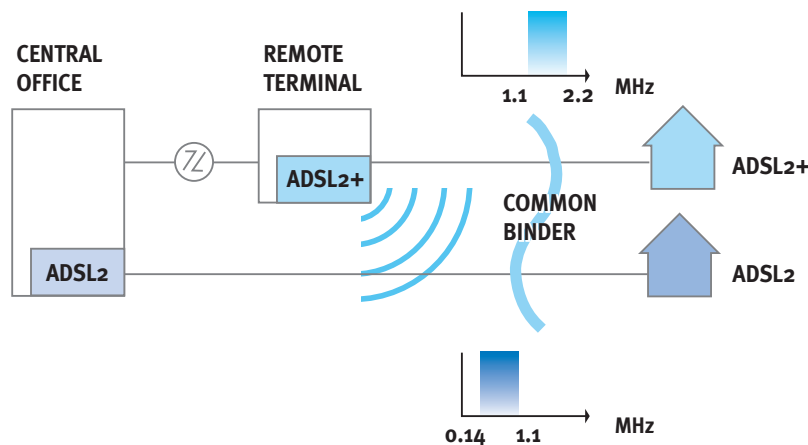 CENTRAL
OFFICE
REMOTE
TERMINAL
1.1 2.2 MHz
ADSL2+
ADSL2+
COMMON
BINDER
ADSL2
ADSL2
0.14 1.1 MHz